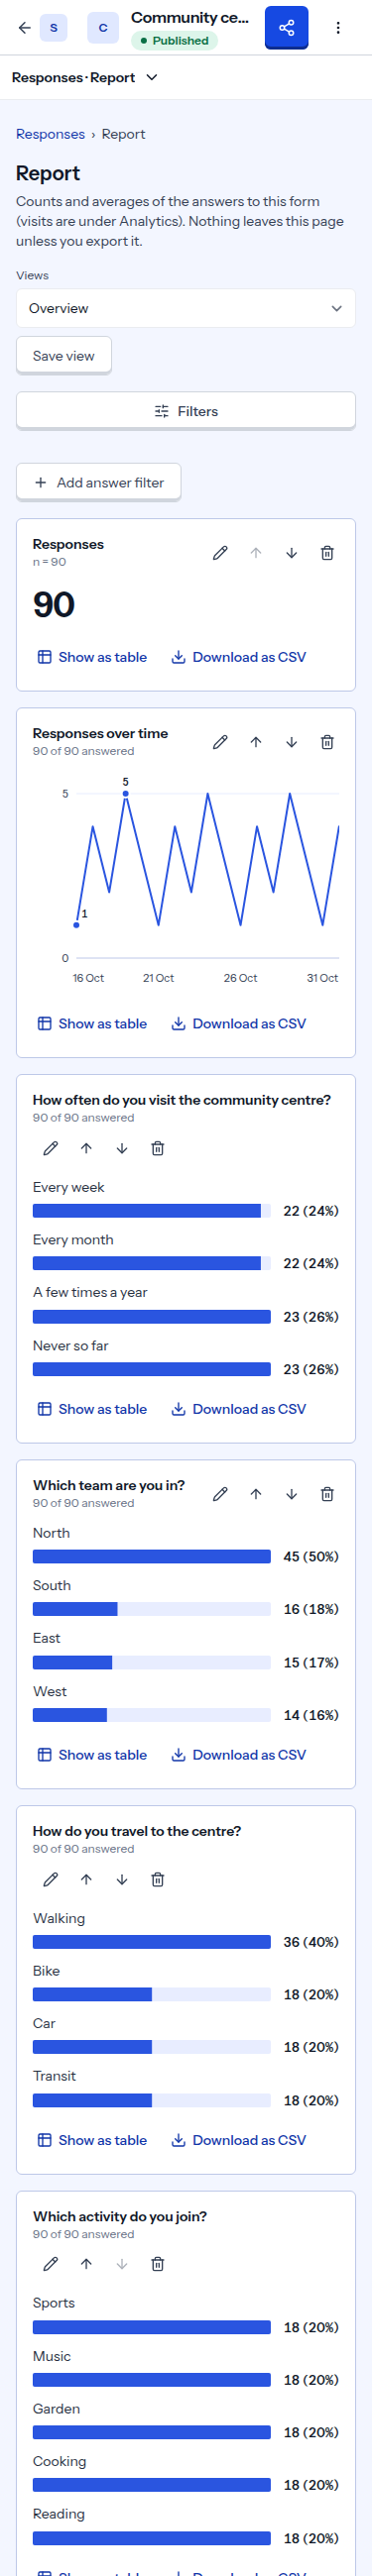 S
C
Community ce...
Published
Responses · Report
Responses › Report
Report
Counts and averages of the answers to this form
(visits are under Analytics). Nothing leaves this page
unless you export it.
Views
Overview
Save view
Filters
Add answer filter
Responses
n = 90
90
Show as table
Download as CSV
Responses over time
90 of 90 answered
5
5
1
0
16 Oct
21 Oct
26 Oct
31 Oct
Show as table
Download as CSV
How often do you visit the community centre?
90 of 90 answered
Every week
22 (24%)
Every month
22 (24%)
A few times a year
23 (26%)
Never so far
23 (26%)
Show as table
Download as CSV
Which team are you in?
90 of 90 answered
North
45 (50%)
South
16 (18%)
East
15 (17%)
West
14 (16%)
Show as table
Download as CSV
How do you travel to the centre?
90 of 90 answered
Walking
36 (40%)
Bike
18 (20%)
Car
18 (20%)
Transit
18 (20%)
Show as table
Download as CSV
Which activity do you join?
90 of 90 answered
Sports
18 (20%)
Music
18 (20%)
Garden
18 (20%)
Cooking
18 (20%)
Reading
18 (20%)